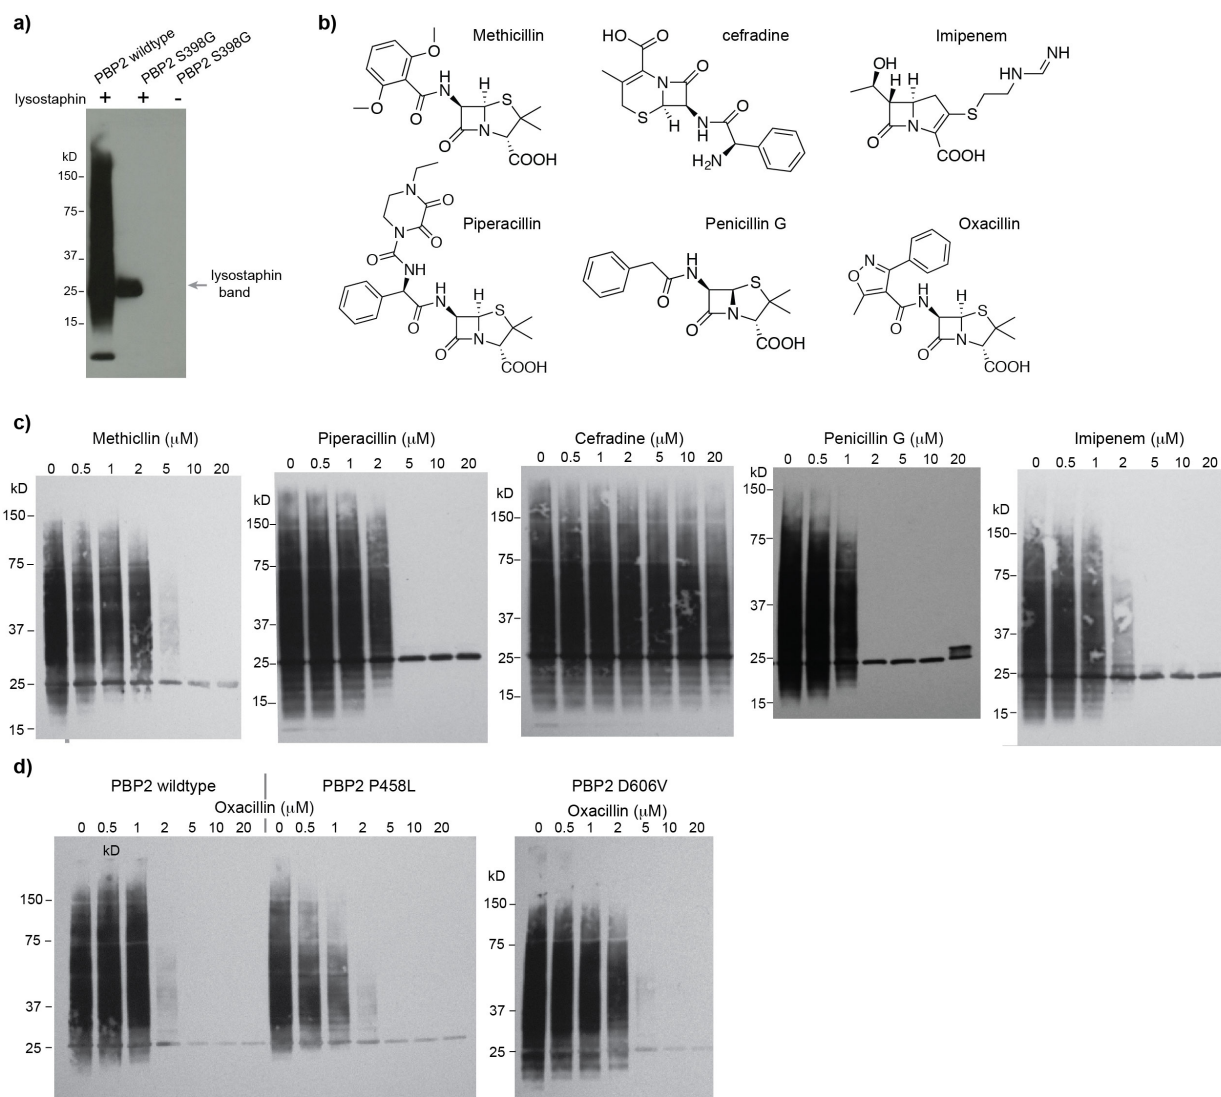 a)
PBP2 wildtype
PBP2 S398G
PBP2 S398G
lysostaphin + + -
kD
150
75
37
25
15
lysostaphin
band
b)
Methicillin
O
O
O
NH
H
S
N
O
COOH
cefradine
HO
O
N
O
S
H
NH
O
H2N
Imipenem
OH
H
H
O
N
S
HN
NH
COOH
Piperacillin
N
O
O
N
O
NH
H
N
O
H
S
N
O
COOH
Penicillin G
H
N
O
S
N
O
COOH
Oxacillin
N
O
O
H
N
H
S
N
O
COOH
c)
Methicllin (μM)
0 0.5 1 2 5 10 20
kD
150
75
37
25
15
Piperacillin (μM)
0 0.5 1 2 5 10 20
kD
150
75
37
25
15
Cefradine (μM)
0 0.5 1 2 5 10 20
kD
150
75
37
25
15
Penicillin G (μM)
0 0.5 1 2 5 10 20
kD
150
75
37
25
15
Imipenem (μM)
0 0.5 1 2 5 10 20
kD
150
75
37
25
15
d)
PBP2 wildtype PBP2 P458L
Oxacillin (μM)
0 0.5 1 2 5 10 20 0 0.5 1 2 5 10 20
kD
150
75
37
25
PBP2 D606V
Oxacillin (μM)
0 0.5 1 2 5 10 20
kD
150
75
37
25